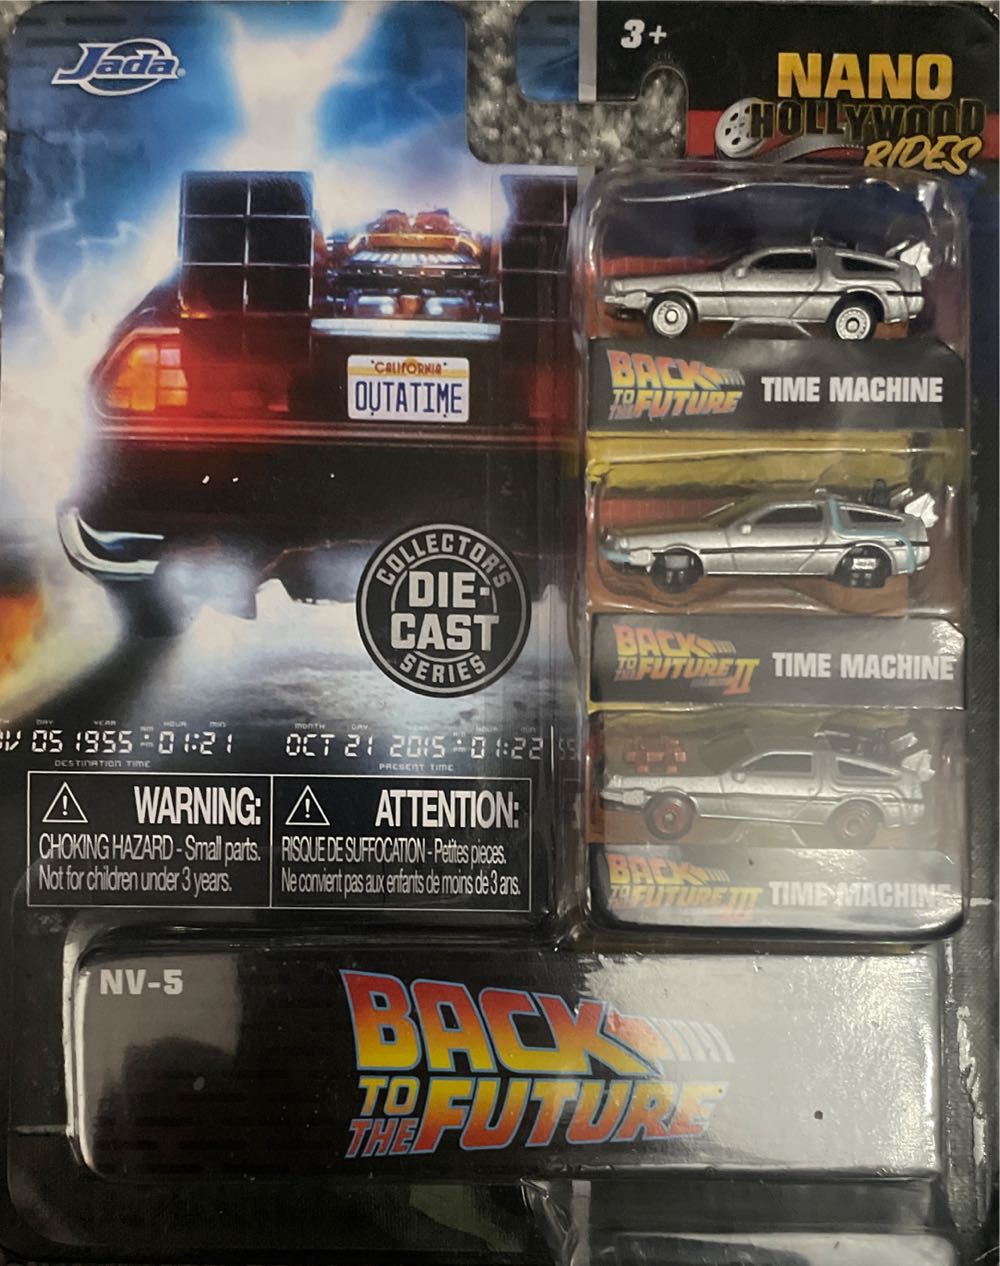 Jada
3+
NANO
HOLLYWOOD
RIDES
CALIFORNIA
OUTATIME
BACK
TO
THE FUTURE
TIME MACHINE
COLLECTOR'S
DIE-
CAST
SERIES
BACK
TO
THE FUTURE II
TIME MACHINE
DAY YEAR AM HOUR MIN
05 1955 01:21
DESTINATION TIME
MONTH DAY HOUR MIN
OCT 21 2015 01:22
PRESENT TIME
BACK
TO
THE FUTURE III
TIME MACHINE
WARNING:
CHOKING HAZARD - Small parts.
Not for children under 3 years.
ATTENTION:
RISQUE DE SUFFOCATION - Petites pieces.
Ne convient pas aux enfants de moins de 3 ans.
NV-5
BACK
TO
THE FUTURE